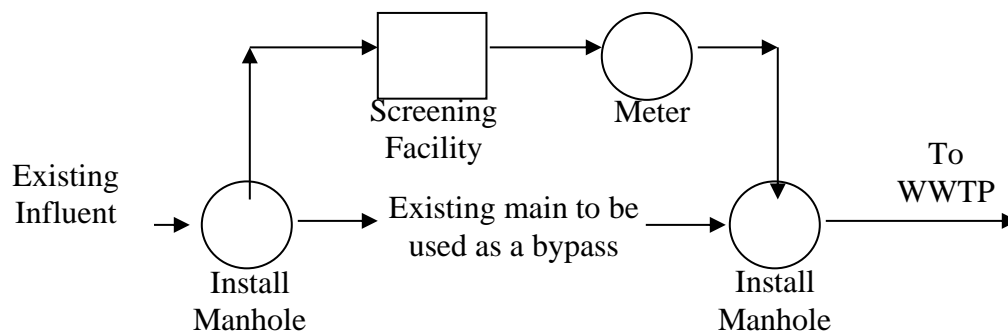 Screening
Facility
Meter
Existing
Influent
To
WWTP
Existing main to be
used as a bypass
Install
Manhole
Install
Manhole